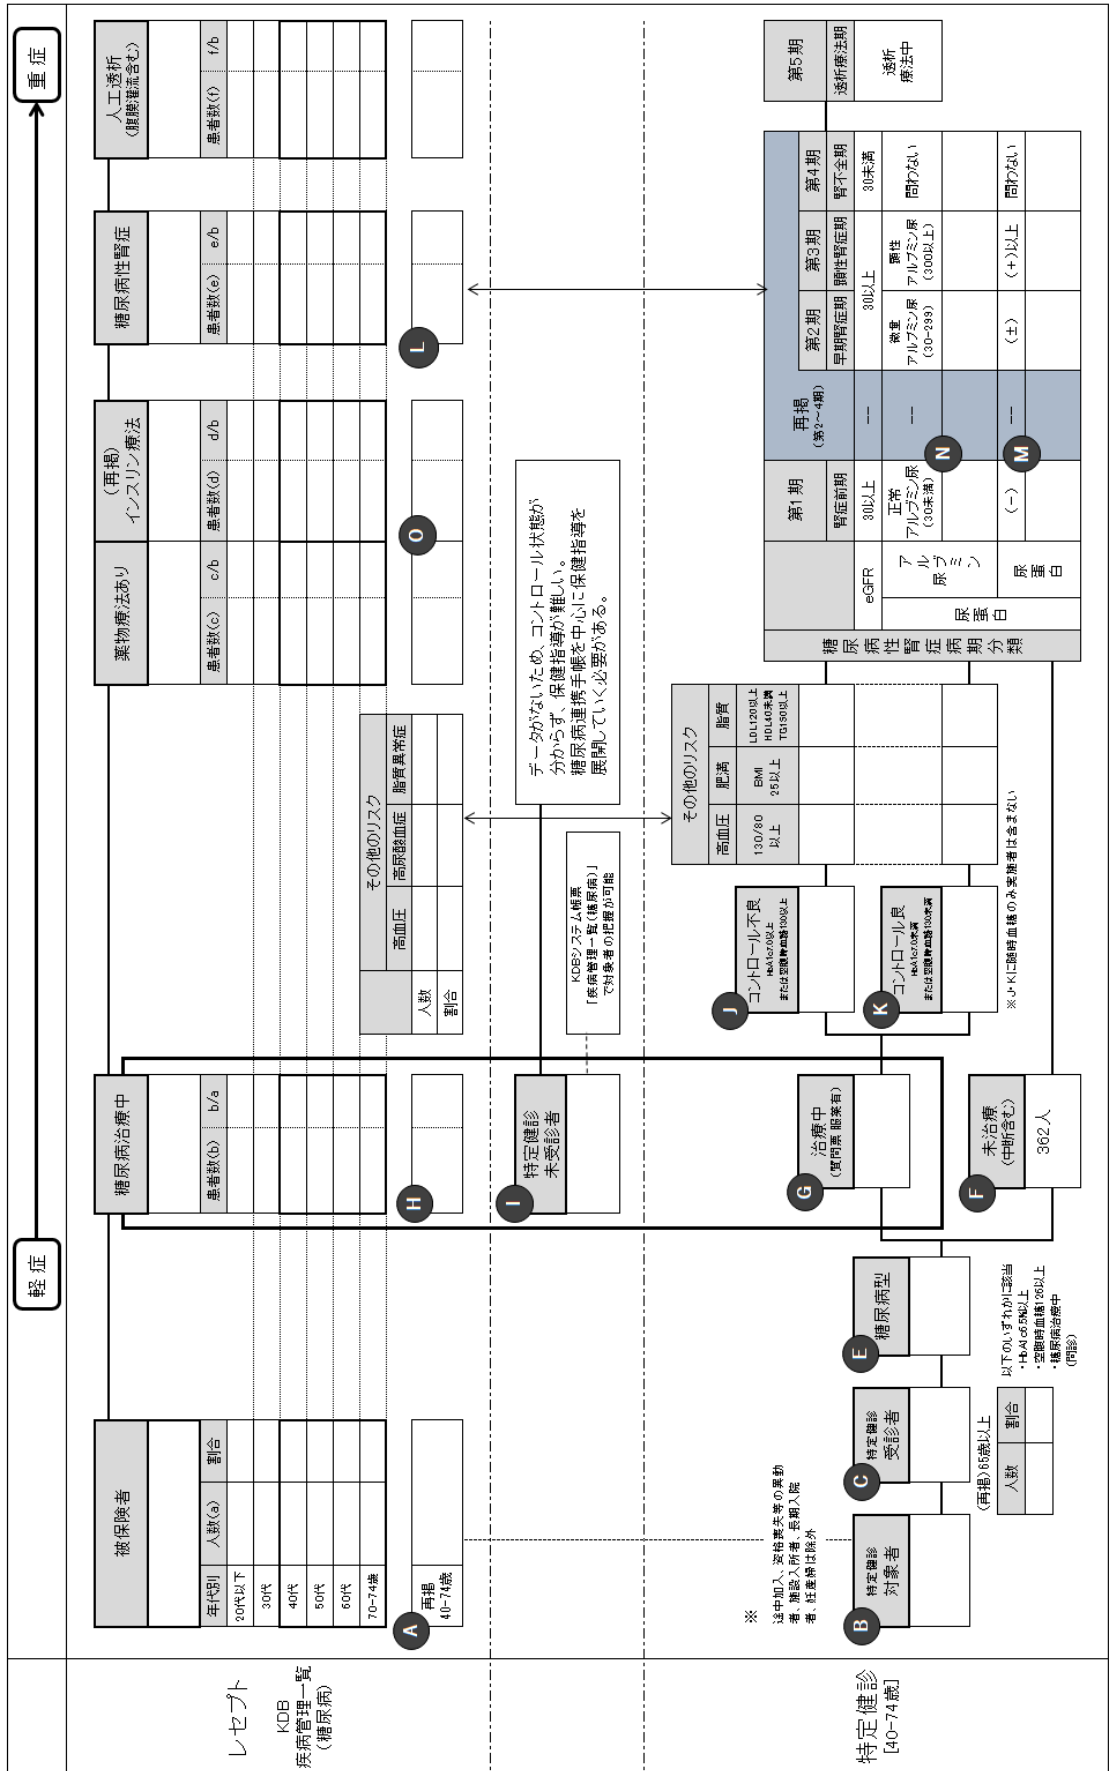 軽症
重症
レセプト
KDB
疾病管理一覧
(糖尿病)
被保険者
年代別
人数(a)
割合
20代以下
30代
40代
50代
60代
70-74歳
A
再掲
40-74歳
糖尿病治療中
患者数(b)
b/a
H
薬物療法あり
患者数(c)
c/b
(再掲)
インスリン療法
患者数(d)
d/b
O
糖尿病性腎症
患者数(e)
e/b
L
人工透析
(腹膜灌流含む)
患者数(f)
f/b
その他のリスク
高血圧
高尿酸血症
脂質異常症
人数
割合
I
特定健診
未受診者
KDBシステム帳票
「疾病管理一覧(糖尿病)」
で対象者の把握が可能
データがないため、コントロール状態が
分からず、保健指導が難しい。
糖尿病連携手帳を中心に保健指導を
展開していく必要がある。
特定健診
[40-74歳]
※
途中加入、資格喪失等の異動
者、施設入所者、長期入院
者、妊産婦は除外
B
特定健診
対象者
C
特定健診
受診者
(再掲)65歳以上
人数
割合
E
糖尿病型
以下のいずれかに該当
・HbA1c6.5%以上
・空腹時血糖126以上
・糖尿病治療中
(問診)
G
治療中
(質問票 服薬有)
F
未治療
(中断含む)
362人
J
コントロール不良
HbA1c7.0以上
または空腹時血糖130以上
K
コントロール良
HbA1c7.0未満
または空腹時血糖130未満
※J・Kに随時血糖のみ実施者は含まない
その他のリスク
高血圧
肥満
脂質
130/80
以上
BMI
25以上
LDL120以上
HDL40未満
TG150以上
糖尿病性腎症病期分類
eGFR
尿蛋白
尿アルブミン
尿蛋白
第1期
腎症前期
30以上
正常
アルブミン尿
(30未満)
(-)
再掲
(第2~4期)
--
--
N
--
M
第2期
早期腎症期
第3期
顕性腎症期
30以上
微量
アルブミン尿
(30-299)
顕性
アルブミン尿
(300以上)
(±)
(+)以上
第4期
腎不全期
30未満
問わない
問わない
第5期
透析療法期
透析
療法中